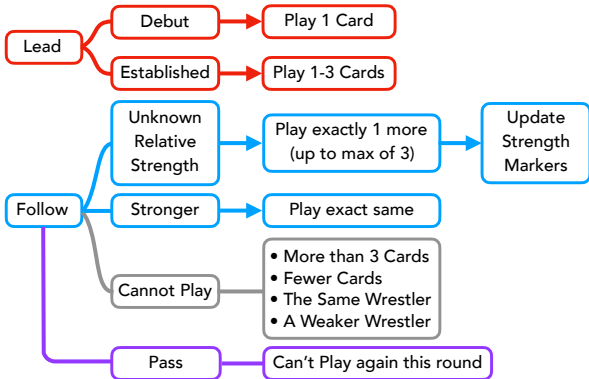 Lead
Debut
Play 1 Card
Established
Play 1-3 Cards
Follow
Unknown
Relative
Strength
Play exactly 1 more
(up to max of 3)
Update
Strength
Markers
Stronger
Play exact same
Cannot Play
• More than 3 Cards
• Fewer Cards
• The Same Wrestler
• A Weaker Wrestler
Pass
Can't Play again this round